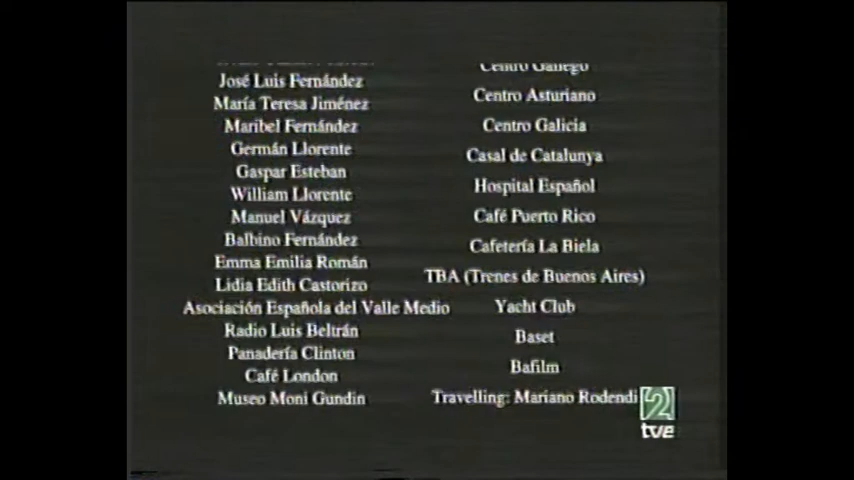 José Luis Fernández
María Teresa Jiménez
Maribel Fernández
Germán Llorente
Gaspar Esteban
William Llorente
Manuel Vázquez
Balbino Fernández
Emma Emilia Román
Lidia Edith Castorizo
Asociación Española del Valle Medio
Radio Luis Beltrán
Panadería Clinton
Café London
Museo Moni Gundin
Centro Gallego
Centro Asturiano
Centro Galicia
Casal de Catalunya
Hospital Español
Café Puerto Rico
Cafetería La Biela
TBA (Trenes de Buenos Aires)
Yacht Club
Baset
Bafilm
Travelling: Mariano Rodendi
2
tve